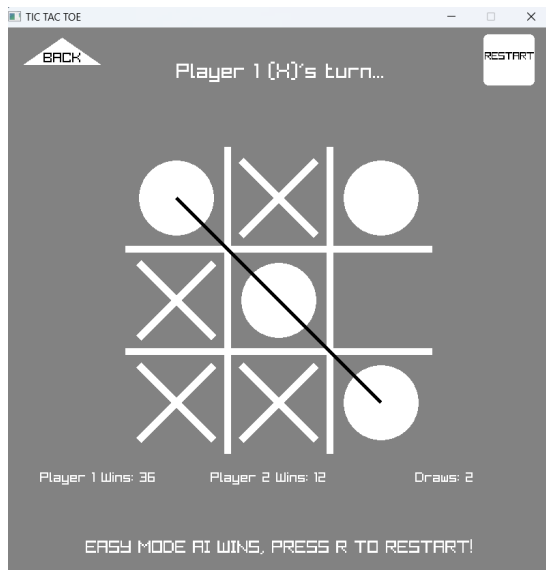 TIC TAC TOE
BACK
RESTART
Player 1 (X)'s turn...
Player 1 Wins: 36 Player 2 Wins: 12 Draws: 2
EASY MODE AI WINS, PRESS R TO RESTART!